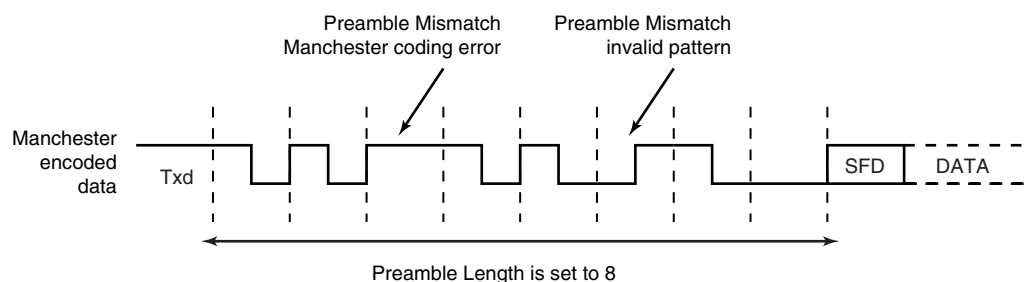 Preamble Mismatch
Manchester coding error
Preamble Mismatch
invalid pattern
Manchester
encoded
data
Txd
SFD
DATA
Preamble Length is set to 8